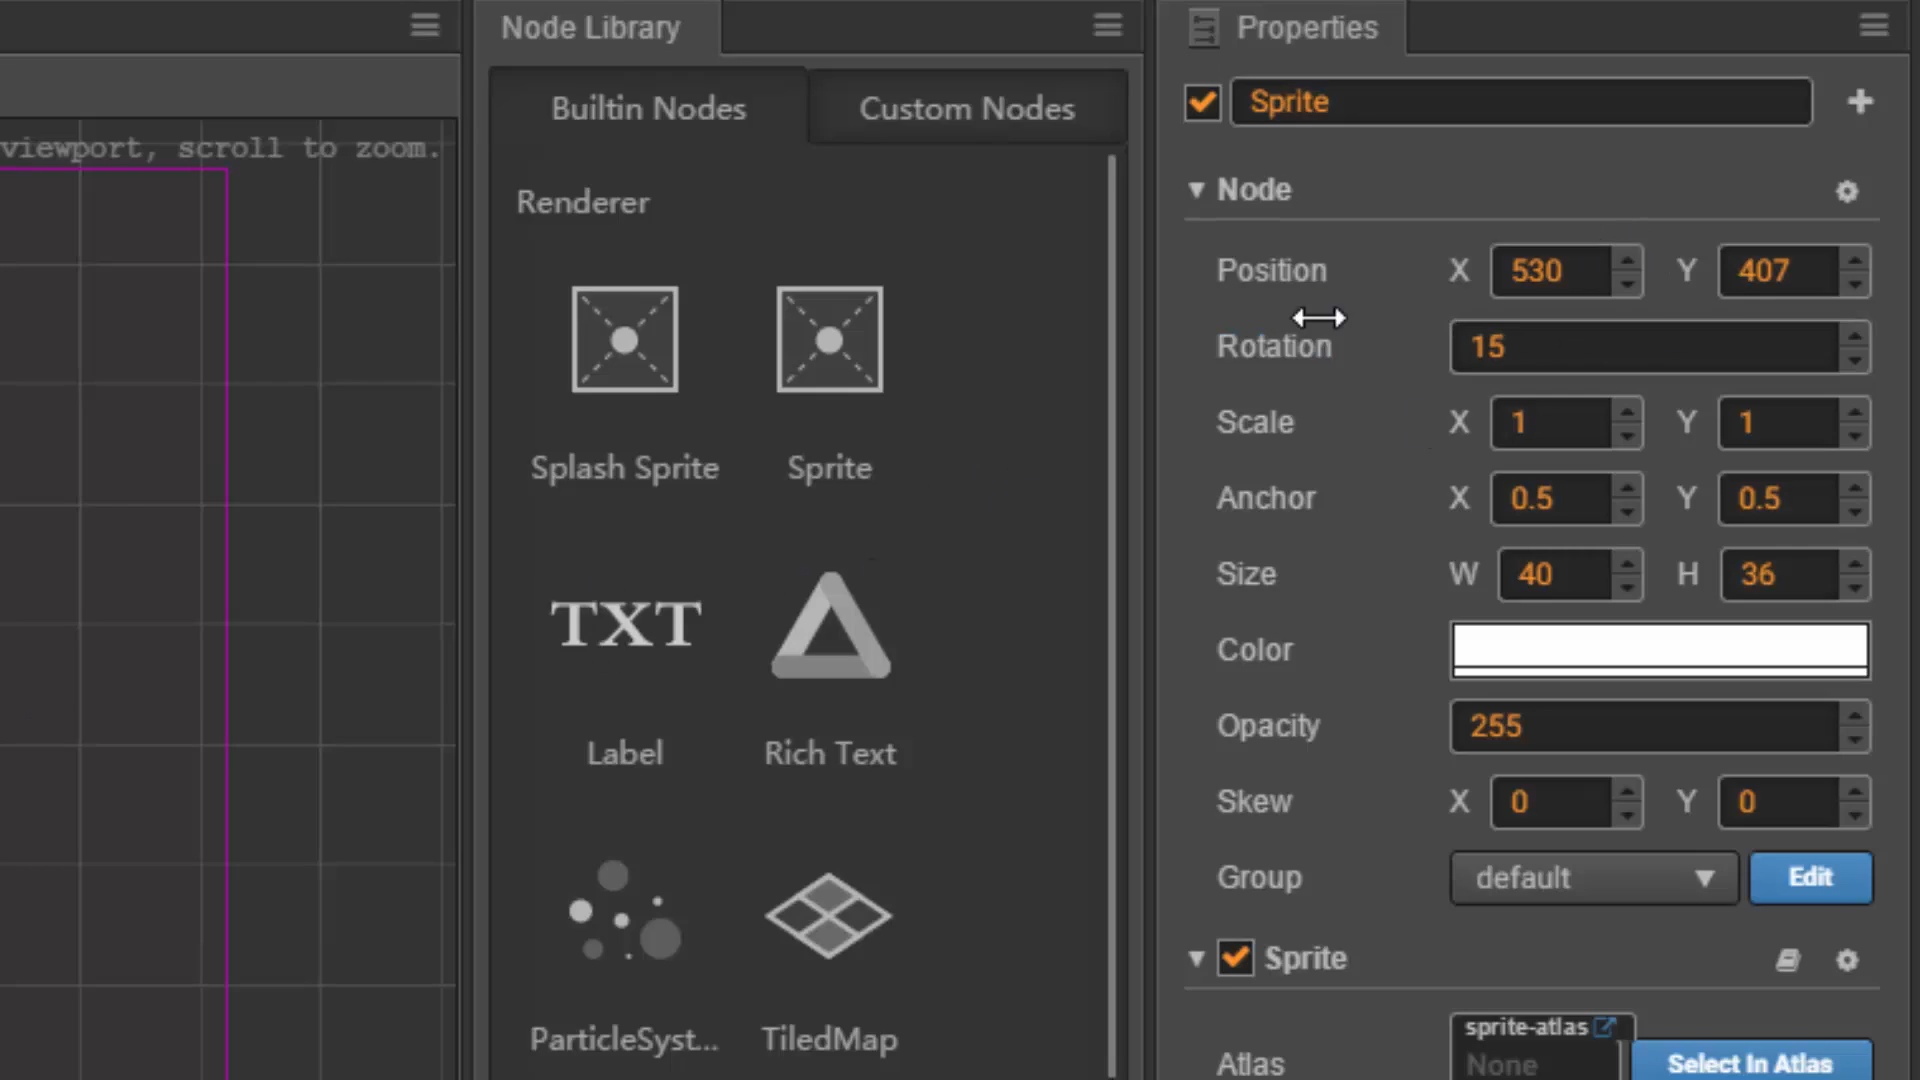 viewport, scroll to zoom.
Node Library
Builtin Nodes
Custom Nodes
Renderer
Splash Sprite
Sprite
TXT
Label
Rich Text
ParticleSyst...
TiledMap
Properties
Sprite
Node
Position X 530 Y 407
Rotation 15
Scale X 1 Y 1
Anchor X 0.5 Y 0.5
Size W 40 H 36
Color
Opacity 255
Skew X 0 Y 0
Group default Edit
Sprite
sprite-atlas
Atlas None Select In Atlas